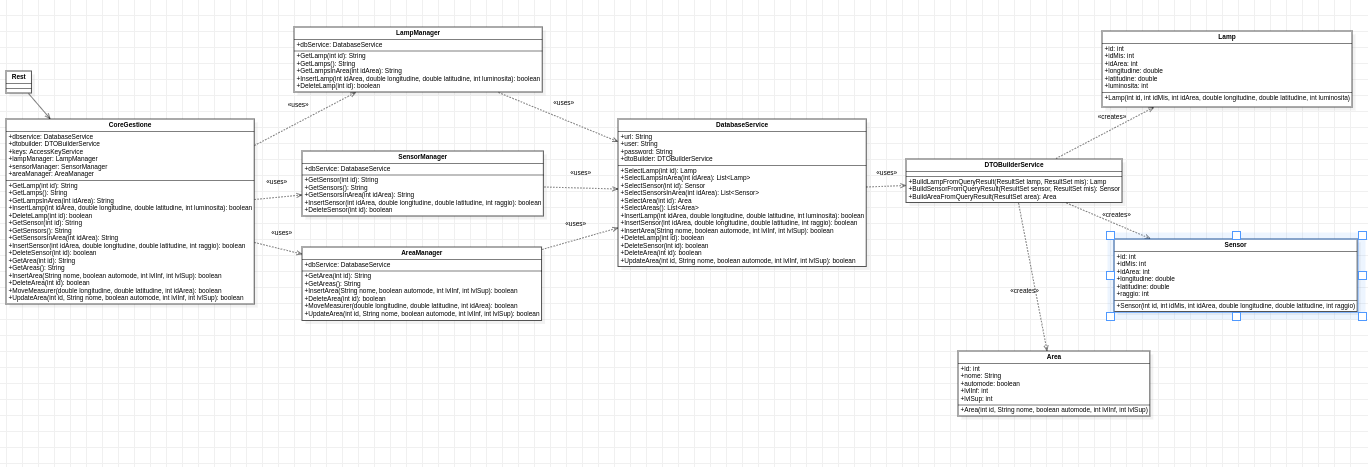 Rest
CoreGestione
+dbservice: DatabaseService
+dtobuilder: DTOBuilderService
+keys: AccessKeyService
+lampManager: LampManager
+sensorManager: SensorManager
+areaManager: AreaManager
+GetLamp(int id): String
+GetLamps(): String
+GetLampsInArea(int idArea): String
+InsertLamp(int idArea, double longitudine, double latitudine, int luminosita): boolean
+DeleteLamp(int id): boolean
+GetSensor(int id): String
+GetSensors(): String
+GetSensorsInArea(int idArea): String
+InsertSensor(int idArea, double longitudine, double latitudine, int raggio): boolean
+DeleteSensor(int id): boolean
+GetArea(int id): String
+GetAreas(): String
+InsertArea(String nome, boolean automode, int lvlInf, int lvlSup): boolean
+DeleteArea(int id): boolean
+MoveMeasurer(double longitudine, double latitudine, int idArea): boolean
+UpdateArea(int id, String nome, boolean automode, int lvlInf, int lvlSup): boolean
«uses»
«uses»
«uses»
LampManager
+dbService: DatabaseService
+GetLamp(int id): String
+GetLamps(): String
+GetLampsInArea(int idArea): String
+InsertLamp(int idArea, double longitudine, double latitudine, int luminosita): boolean
+DeleteLamp(int id): boolean
SensorManager
+dbService: DatabaseService
+GetSensor(int id): String
+GetSensors(): String
+GetSensorsInArea(int idArea): String
+InsertSensor(int idArea, double longitudine, double latitudine, int raggio): boolean
+DeleteSensor(int id): boolean
AreaManager
+dbService: DatabaseService
+GetArea(int id): String
+GetAreas(): String
+InsertArea(String nome, boolean automode, int lvlInf, int lvlSup): boolean
+DeleteArea(int id): boolean
+MoveMeasurer(double longitudine, double latitudine, int idArea): boolean
+UpdateArea(int id, String nome, boolean automode, int lvlInf, int lvlSup): boolean
«uses»
«uses»
«uses»
DatabaseService
+url: String
+user: String
+password: String
+dtoBuilder: DTOBuilderService
+SelectLamp(int id): Lamp
+SelectLampsInArea(int idArea): List<Lamp>
+SelectSensor(int id): Sensor
+SelectSensorsInArea(int idArea): List<Sensor>
+SelectArea(int id): Area
+SelectAreas(): List<Area>
+InsertLamp(int idArea, double longitudine, double latitudine, int luminosita): boolean
+InsertSensor(int idArea, double longitudine, double latitudine, int raggio): boolean
+InsertArea(String nome, boolean automode, int lvlInf, int lvlSup): boolean
+DeleteLamp(int id): boolean
+DeleteSensor(int id): boolean
+DeleteArea(int id): boolean
+UpdateArea(int id, String nome, boolean automode, int lvlInf, int lvlSup): boolean
«uses»
DTOBuilderService
+BuildLampFromQueryResult(ResultSet lamp, ResultSet mis): Lamp
+BuildSensorFromQueryResult(ResultSet sensor, ResultSet mis): Sensor
+BuildAreaFromQueryResult(ResultSet area): Area
«creates»
«creates»
«creates»
Lamp
+id: int
+idMis: int
+idArea: int
+longitudine: double
+latitudine: double
+luminosita: int
+Lamp(int id, int idMis, int idArea, double longitudine, double latitudine, int luminosita)
Sensor
+id: int
+idMis: int
+idArea: int
+longitudine: double
+latitudine: double
+raggio: int
+Sensor(int id, int idMis, int idArea, double longitudine, double latitudine, int raggio)
Area
+id: int
+nome: String
+automode: boolean
+lvlInf: int
+lvlSup: int
+Area(int id, String nome, boolean automode, int lvlInf, int lvlSup)